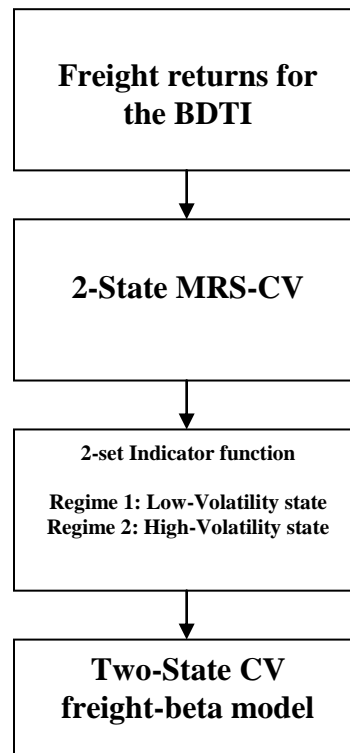 Freight returns for
the BDTI
2-State MRS-CV
2-set Indicator function
Regime 1: Low-Volatility state
Regime 2: High-Volatility state
Two-State CV
freight-beta model